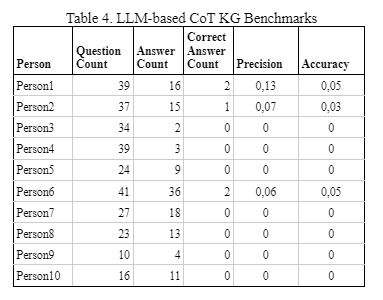 Table 4. LLM-based CoT KG Benchmarks
Person Question Count Answer Count Correct Answer Count Precision Accuracy
Person1 39 16 2 0,13 0,05
Person2 37 15 1 0,07 0,03
Person3 34 2 0 0 0
Person4 39 3 0 0 0
Person5 24 9 0 0 0
Person6 41 36 2 0,06 0,05
Person7 27 18 0 0 0
Person8 23 13 0 0 0
Person9 10 4 0 0 0
Person10 16 11 0 0 0